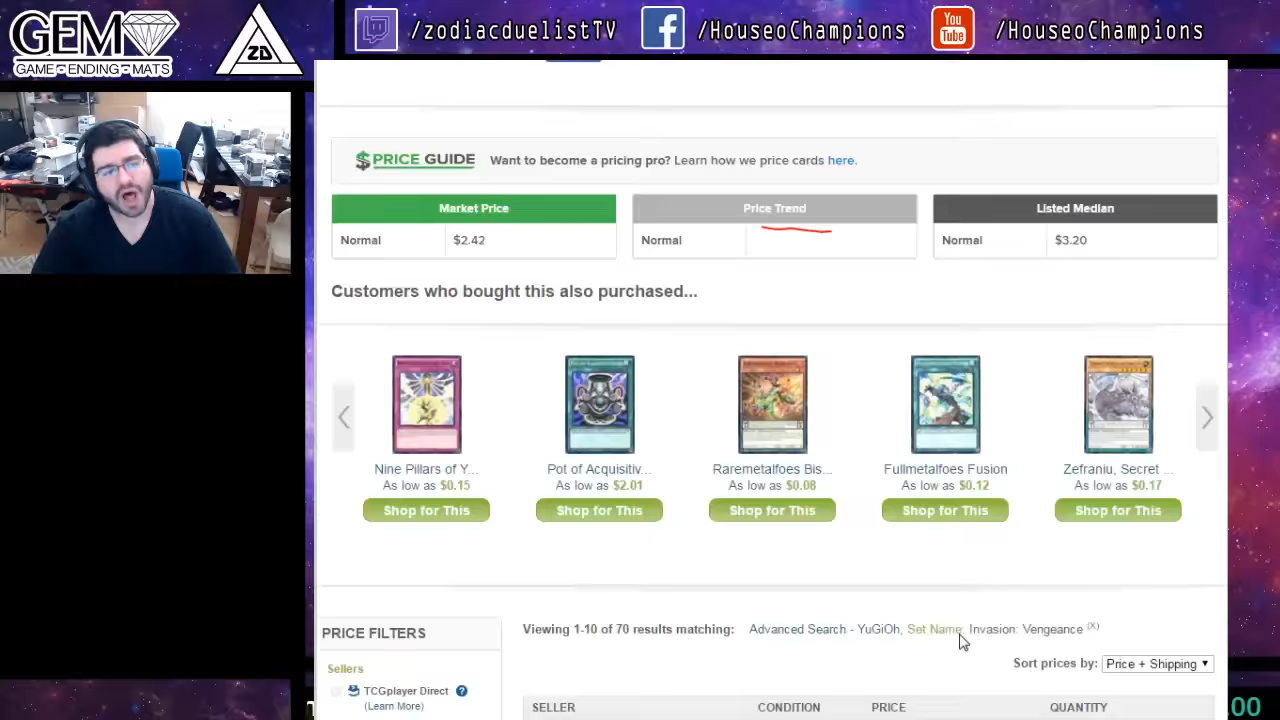 GEM
GAME-ENDING-MATS
ZD
/zodiacduelistTV
/HouseoChampions
You Tube
/HouseoChampions
$PRICE GUIDE
Want to become a pricing pro? Learn how we price cards here.
Market Price
Price Trend
Listed Median
Normal
$2.42
Normal
Normal
$3.20
Customers who bought this also purchased...
Nine Pillars of Y...
Pot of Acquisitiv...
Raremetalfoes Bis...
Fullmetalfoes Fusion
Zefraniu, Secret ...
As low as $0.15
As low as $2.01
As low as $0.08
As low as $0.12
As low as $0.17
Shop for This
Shop for This
Shop for This
Shop for This
Shop for This
PRICE FILTERS
Viewing 1-10 of 70 results matching: Advanced Search - YuGiOh, Set Name: Invasion: Vengeance (X)
Sort prices by: Price + Shipping
Sellers
TCGplayer Direct ?
(Learn More)
SELLER
CONDITION
PRICE
QUANTITY
:00